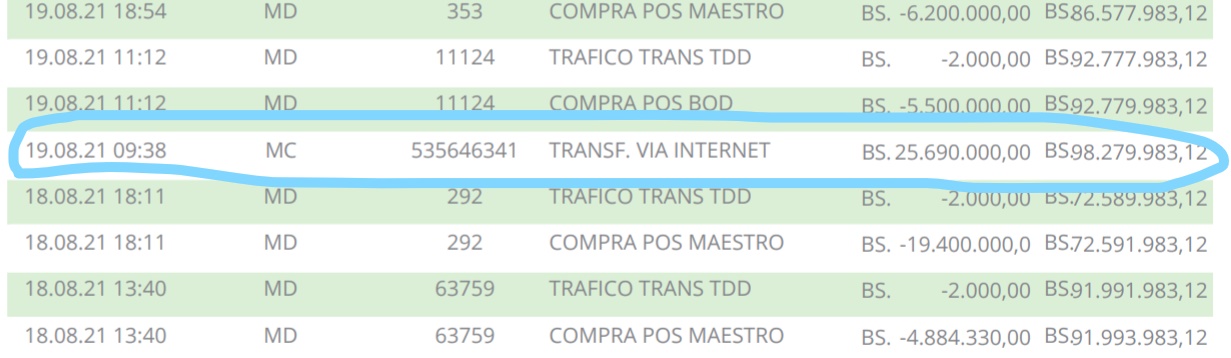 19.08.21 18:54 MD 353 COMPRA POS MAESTRO BS. -6.200.000,00 BS.86.577.983,12
19.08.21 11:12 MD 11124 TRAFICO TRANS TDD BS. -2.000,00 BS.92.777.983,12
19.08.21 11:12 MD 11124 COMPRA POS BOD BS. -5.500.000,00 BS.92.779.983,12
19.08.21 09:38 MC 535646341 TRANSF. VIA INTERNET BS. 25.690.000,00 BS.98.279.983,12
18.08.21 18:11 MD 292 TRAFICO TRANS TDD BS. -2.000,00 BS.72.589.983,12
18.08.21 18:11 MD 292 COMPRA POS MAESTRO BS. -19.400.000,0 BS.72.591.983,12
18.08.21 13:40 MD 63759 TRAFICO TRANS TDD BS. -2.000,00 BS.91.991.983,12
18.08.21 13:40 MD 63759 COMPRA POS MAESTRO BS. -4.884.330,00 BS.91.993.983,12